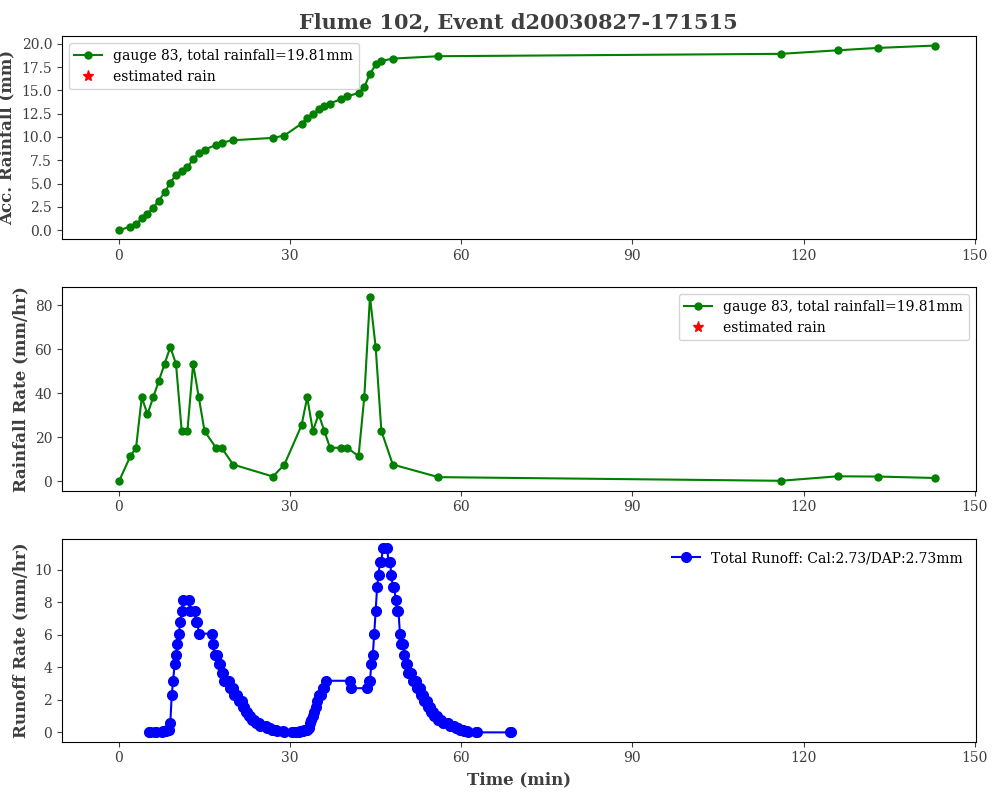 Flume 102, Event d20030827-171515
Acc. Rainfall (mm)
20.0
17.5
15.0
12.5
10.0
7.5
5.0
2.5
0.0
gauge 83, total rainfall=19.81mm
estimated rain
0 30 60 90 120 150
Rainfall Rate (mm/hr)
80
60
40
20
0
gauge 83, total rainfall=19.81mm
estimated rain
0 30 60 90 120 150
Runoff Rate (mm/hr)
10
8
6
4
2
0
Total Runoff: Cal:2.73/DAP:2.73mm
0 30 60 90 120 150
Time (min)